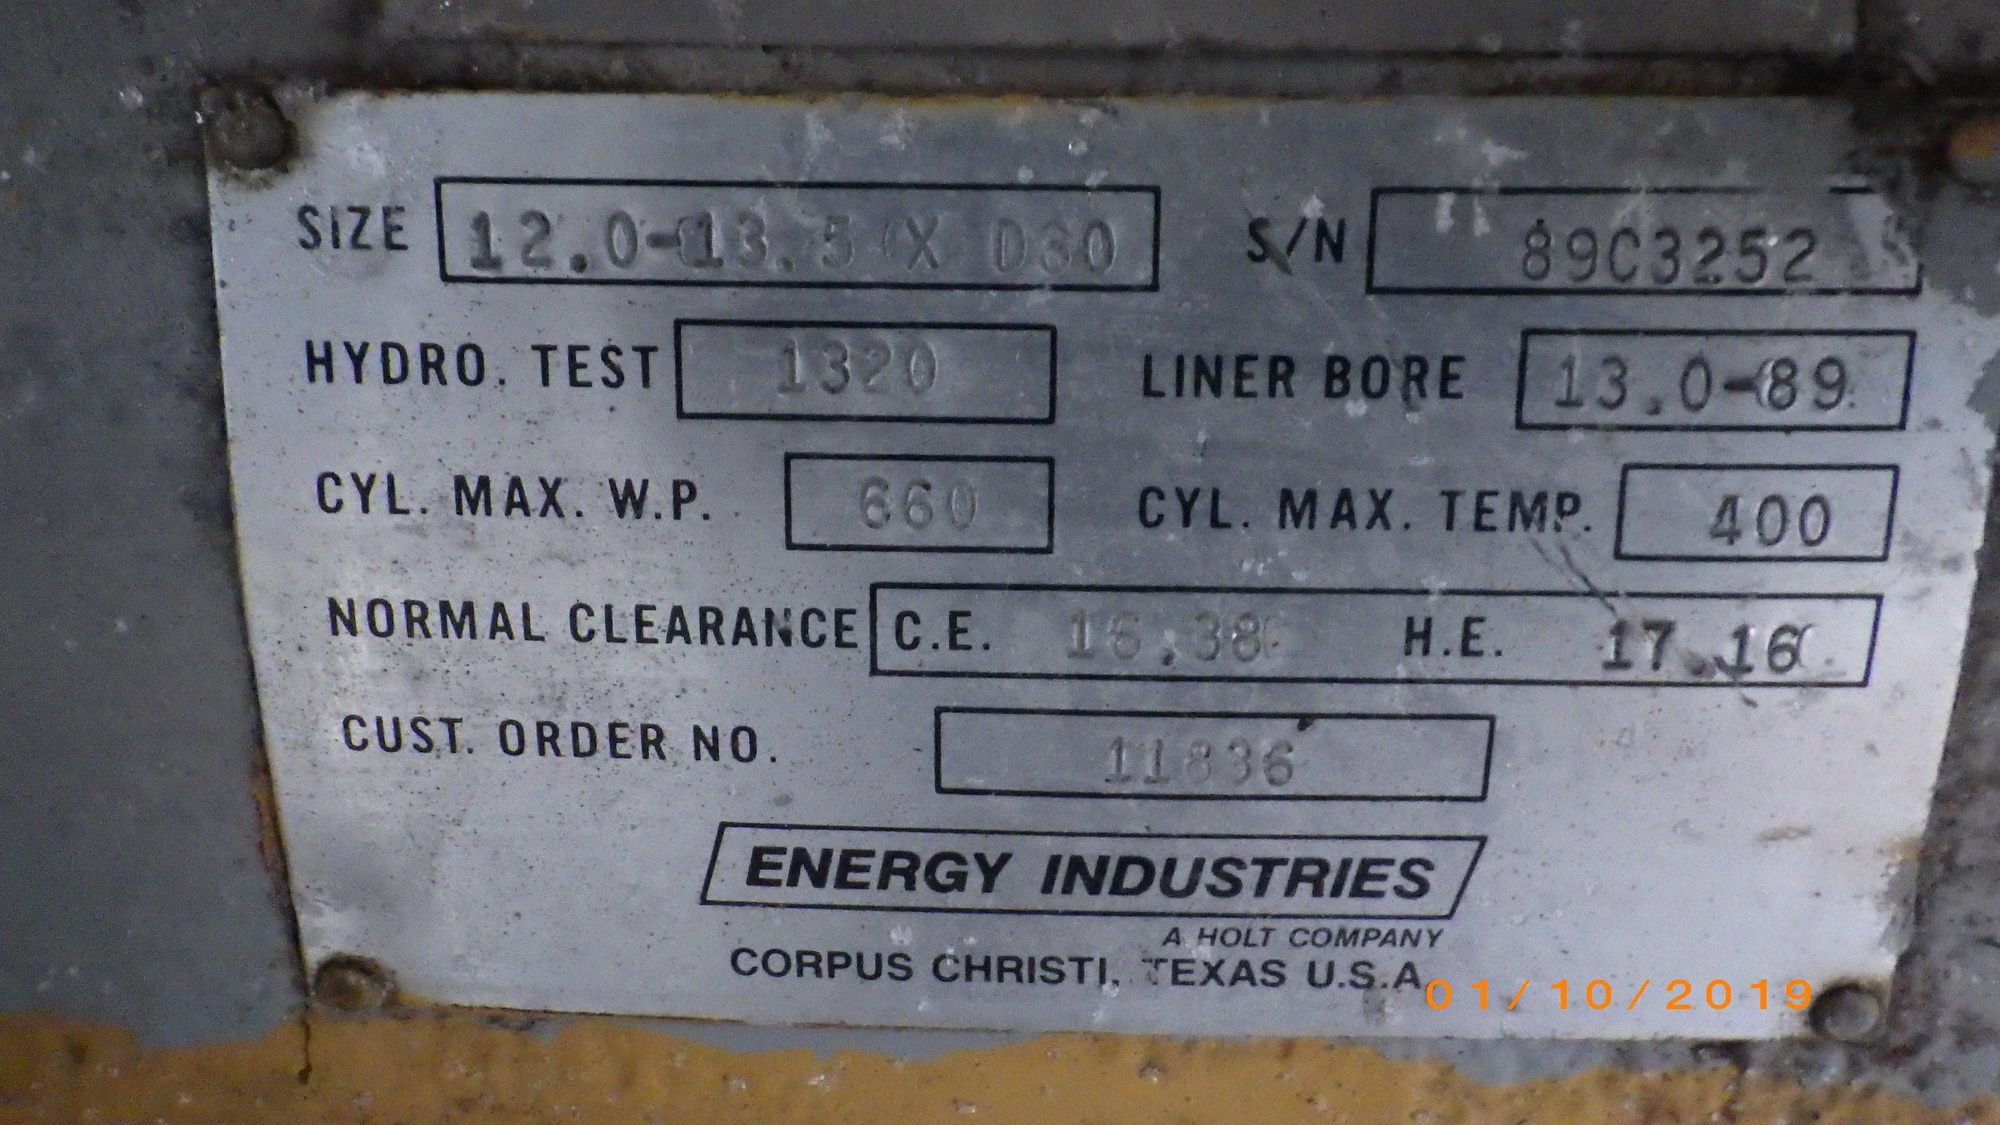 SIZE 12.0-13.5 X D30 S/N 89C3252
HYDRO. TEST 1320 LINER BORE 13.0-89
CYL. MAX. W.P. 660 CYL. MAX. TEMP. 400
NORMAL CLEARANCE C.E. 16.38 H.E. 17.16
CUST. ORDER NO. 11836
ENERGY INDUSTRIES
A HOLT COMPANY
CORPUS CHRISTI, TEXAS U.S.A.
01/10/2019